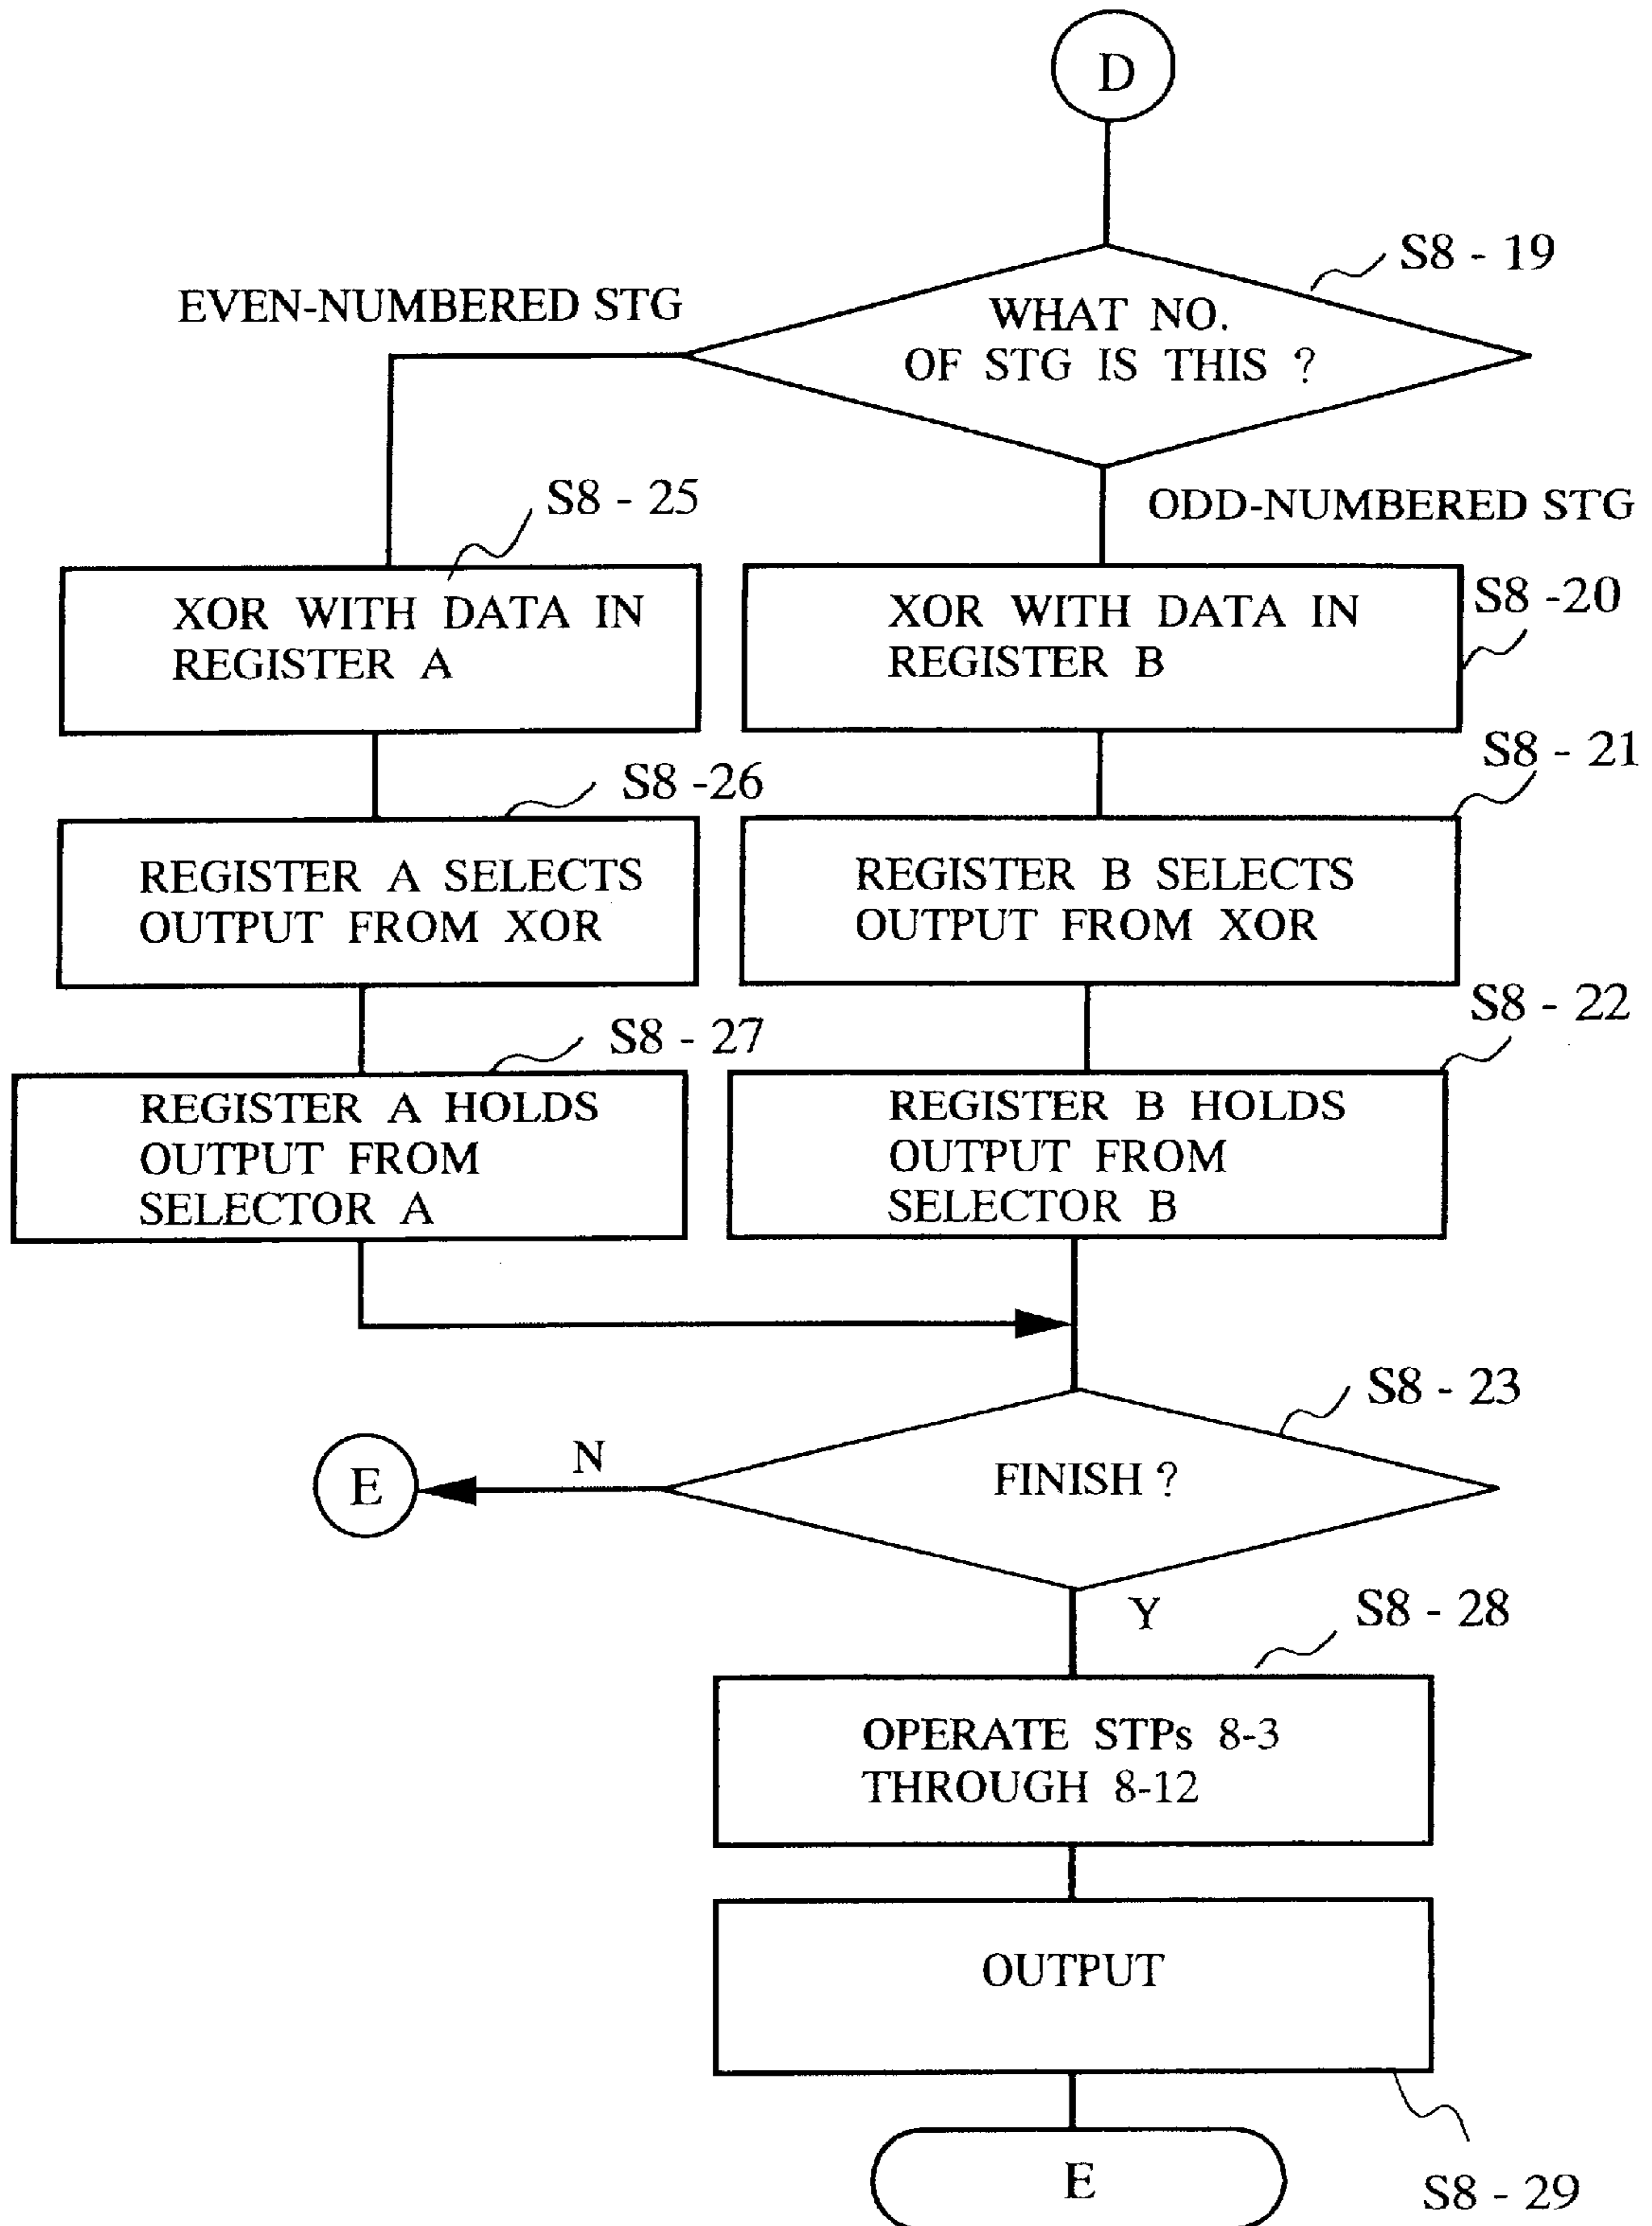 D
S8 - 19
EVEN-NUMBERED STG
WHAT NO.
OF STG IS THIS ?
S8 - 25
ODD-NUMBERED STG
XOR WITH DATA IN
REGISTER A
XOR WITH DATA IN
REGISTER B
S8 -20
S8 -26
S8 - 21
REGISTER A SELECTS
OUTPUT FROM XOR
REGISTER B SELECTS
OUTPUT FROM XOR
S8 - 27
S8 - 22
REGISTER A HOLDS
OUTPUT FROM
SELECTOR A
REGISTER B HOLDS
OUTPUT FROM
SELECTOR B
S8 - 23
E
N
FINISH ?
Y
S8 - 28
OPERATE STPs 8-3
THROUGH 8-12
OUTPUT
E
S8 - 29